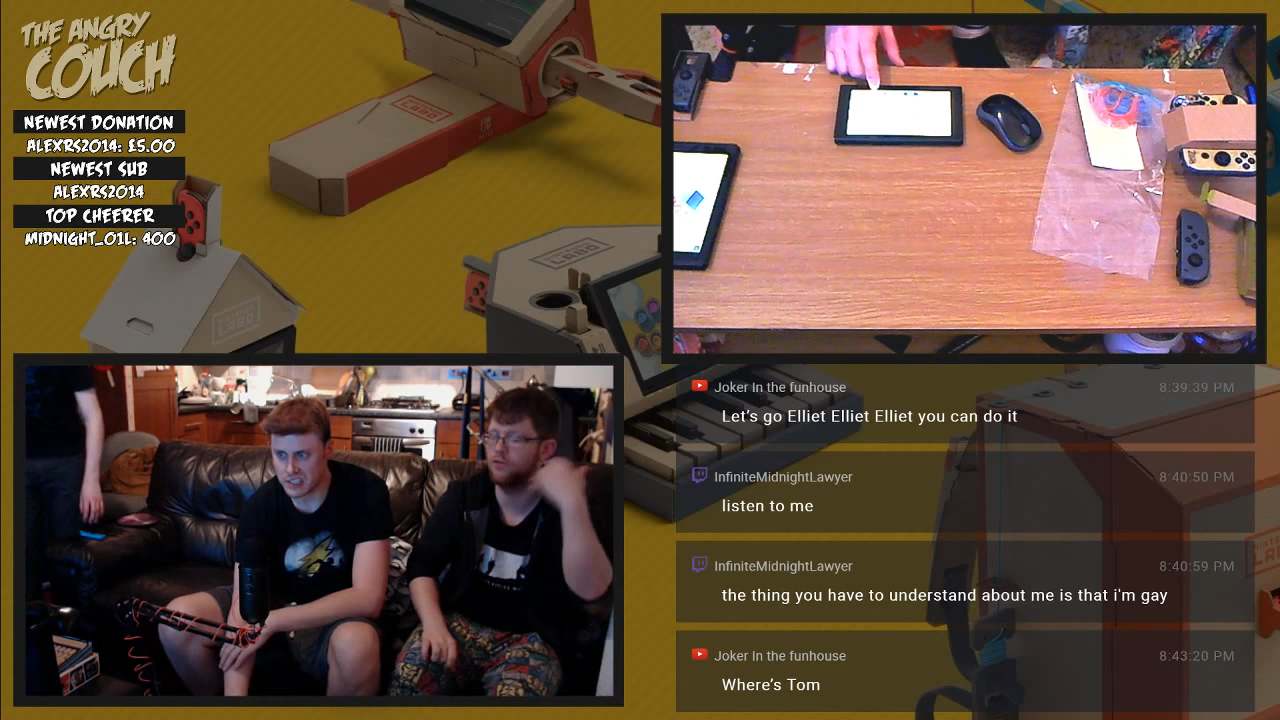 THE ANGRY
COUCH
NEWEST DONATION
ALEXRS2014: £5.00
NEWEST SUB
ALEXRS2014
TOP CHEERER
MIDNIGHT_01L: 400
Joker In the funhouse 8:39:39 PM
Let's go Elliet Elliet Elliet you can do it
InfiniteMidnightLawyer 8:40:50 PM
listen to me
InfiniteMidnightLawyer 8:40:59 PM
the thing you have to understand about me is that i'm gay
Joker In the funhouse 8:43:20 PM
Where's Tom